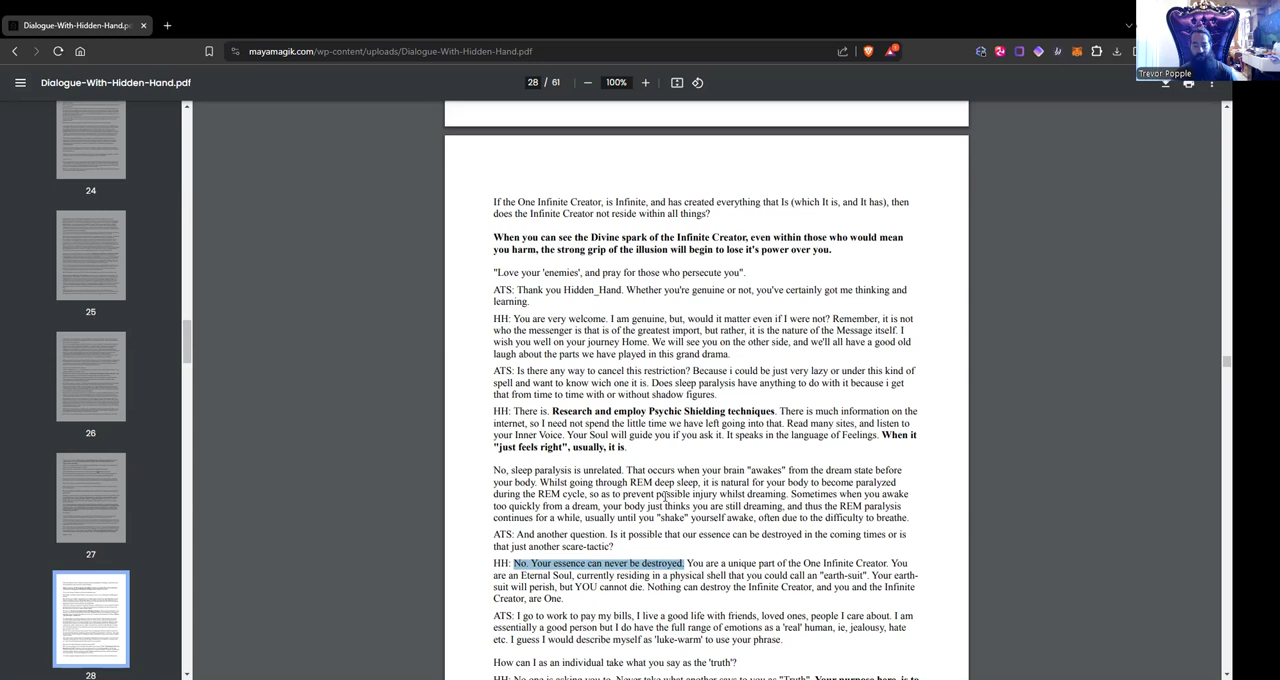 Dialogue-With-Hidden-Hand.pd
mayamagik.com/wp-content/uploads/Dialogue-With-Hidden-Hand.pdf
Trevor Popple
Dialogue-With-Hidden-Hand.pdf
28 / 61
100%
24
25
26
27
28
If the One Infinite Creator, is Infinite, and has created everything that Is (which It is, and It has), then
does the Infinite Creator not reside within all things?
When you can see the Divine spark of the Infinite Creator, even within those who would mean
you harm, the strong grip of the illusion will begin to lose it's power over you.
"Love your 'enemies', and pray for those who persecute you".
ATS: Thank you Hidden_Hand. Whether you're genuine or not, you've certainly got me thinking and
learning.
HH: You are very welcome. I am genuine, but, would it matter even if I were not? Remember, it is not
who the messenger is that is of the greatest import, but rather, it is the nature of the Message itself. I
wish you well on your journey Home. We will see you on the other side, and we'll all have a good old
laugh about the parts we have played in this grand drama.
ATS: Is there any way to cancel this restriction? Because i could be just very lazy or under this kind of
spell and want to know wich one it is. Does sleep paralysis have anything to do with it because i get
that from time to time with or without shadow figures.
HH: There is. Research and employ Psychic Shielding techniques. There is much information on the
internet, so I need not spend the little time we have left going into that. Read many sites, and listen to
your Inner Voice. Your Soul will guide you if you ask it. It speaks in the language of Feelings. When it
"just feels right", usually, it is.
No, sleep paralysis is unrelated. That occurs when your brain "awakes" from the dream state before
your body. Whilst going through REM deep sleep, it is natural for your body to become paralyzed
during the REM cycle, so as to prevent possible injury whilst dreaming. Sometimes when you awake
too quickly from a dream, your body just thinks you are still dreaming, and thus the REM paralysis
continues for a while, usually until you "shake" yourself awake, often due to the difficulty to breathe.
ATS: And another question. Is it possible that our essence can be destroyed in the coming times or is
that just another scare-tactic?
HH: No. Your essence can never be destroyed. You are a unique part of the One Infinite Creator. You
are an Eternal Soul, currently residing in a physical shell that you could call an "earth-suit". Your earth-
suit will perish, but YOU cannot die. Nothing can destroy the Infinite Creator, and you and the Infinite
Creator, are One.
ATS: I go to work to pay my bills, I live a good life with friends, loved ones, people I care about. I am
essentially a good person but I do have the full range of emotions as a 'real' human, ie, jealousy, hate
etc. I guess I would describe myself as 'luke-warm' to use your phrase.
How can I as an individual take what you say as the 'truth'?
HH: No one is asking you to. Never take what another says to you as "Truth". Your purpose here, is to